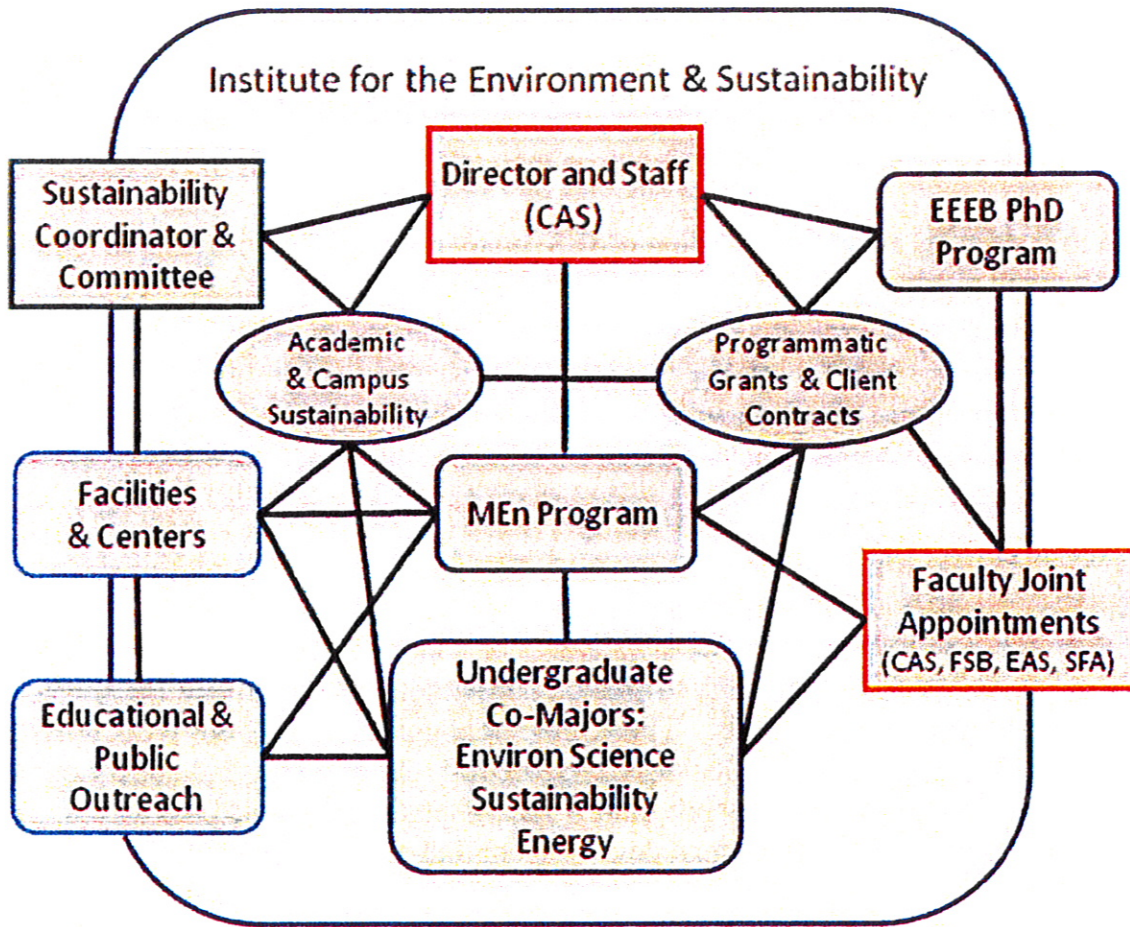 Institute for the Environment & Sustainability
Sustainability
Coordinator &
Committee
Director and Staff
(CAS)
EEEB PhD
Program
Academic
& Campus
Sustainability
Programmatic
Grants & Client
Contracts
Facilities
& Centers
MEn Program
Faculty Joint
Appointments
(CAS, FSB, EAS, SFA)
Educational &
Public
Outreach
Undergraduate
Co-Majors:
Environ Science
Sustainability
Energy